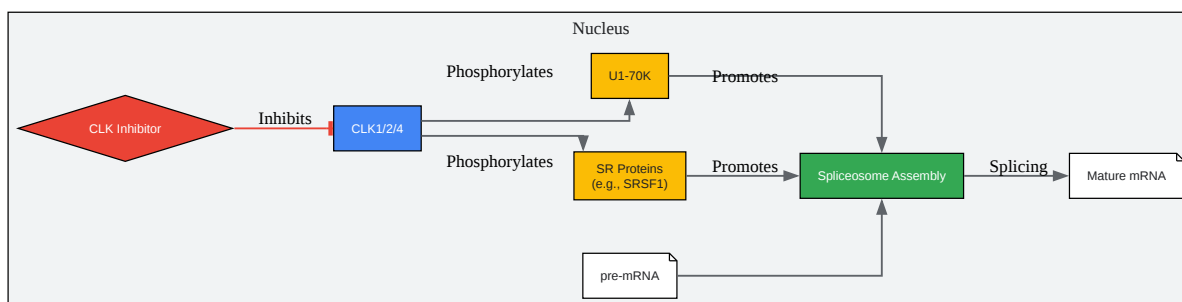 Nucleus
Phosphorylates
U1-70K
Promotes
CLK Inhibitor
Inhibits
CLK1/2/4
Phosphorylates
SR Proteins
(e.g., SRSF1)
Promotes
Spliceosome Assembly
Splicing
Mature mRNA
pre-mRNA